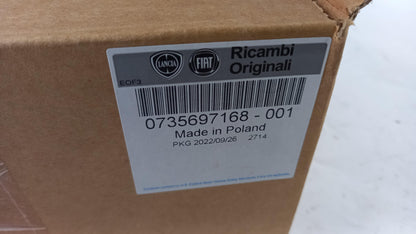 LANCIA FIAT Ricambi
Originali
EOF3
0735697168 - 001
Made in Poland
PKG 2022/09/26 2714